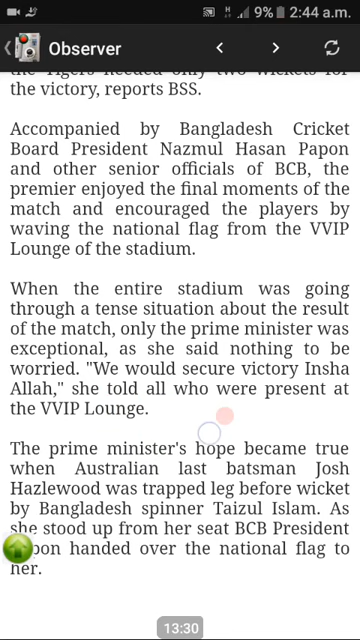 9% 2:44 a.m.
Observer
the Tigers needed only two wickets for
the victory, reports BSS.
Accompanied by Bangladesh Cricket
Board President Nazmul Hasan Papon
and other senior officials of BCB, the
premier enjoyed the final moments of the
match and encouraged the players by
waving the national flag from the VVIP
Lounge of the stadium.
When the entire stadium was going
through a tense situation about the result
of the match, only the prime minister was
exceptional, as she said nothing to be
worried. "We would secure victory Insha
Allah," she told all who were present at
the VVIP Lounge.
The prime minister's hope became true
when Australian last batsman Josh
Hazlewood was trapped leg before wicket
by Bangladesh spinner Taizul Islam. As
she stood up from her seat BCB President
pon handed over the national flag to
her.
13:30